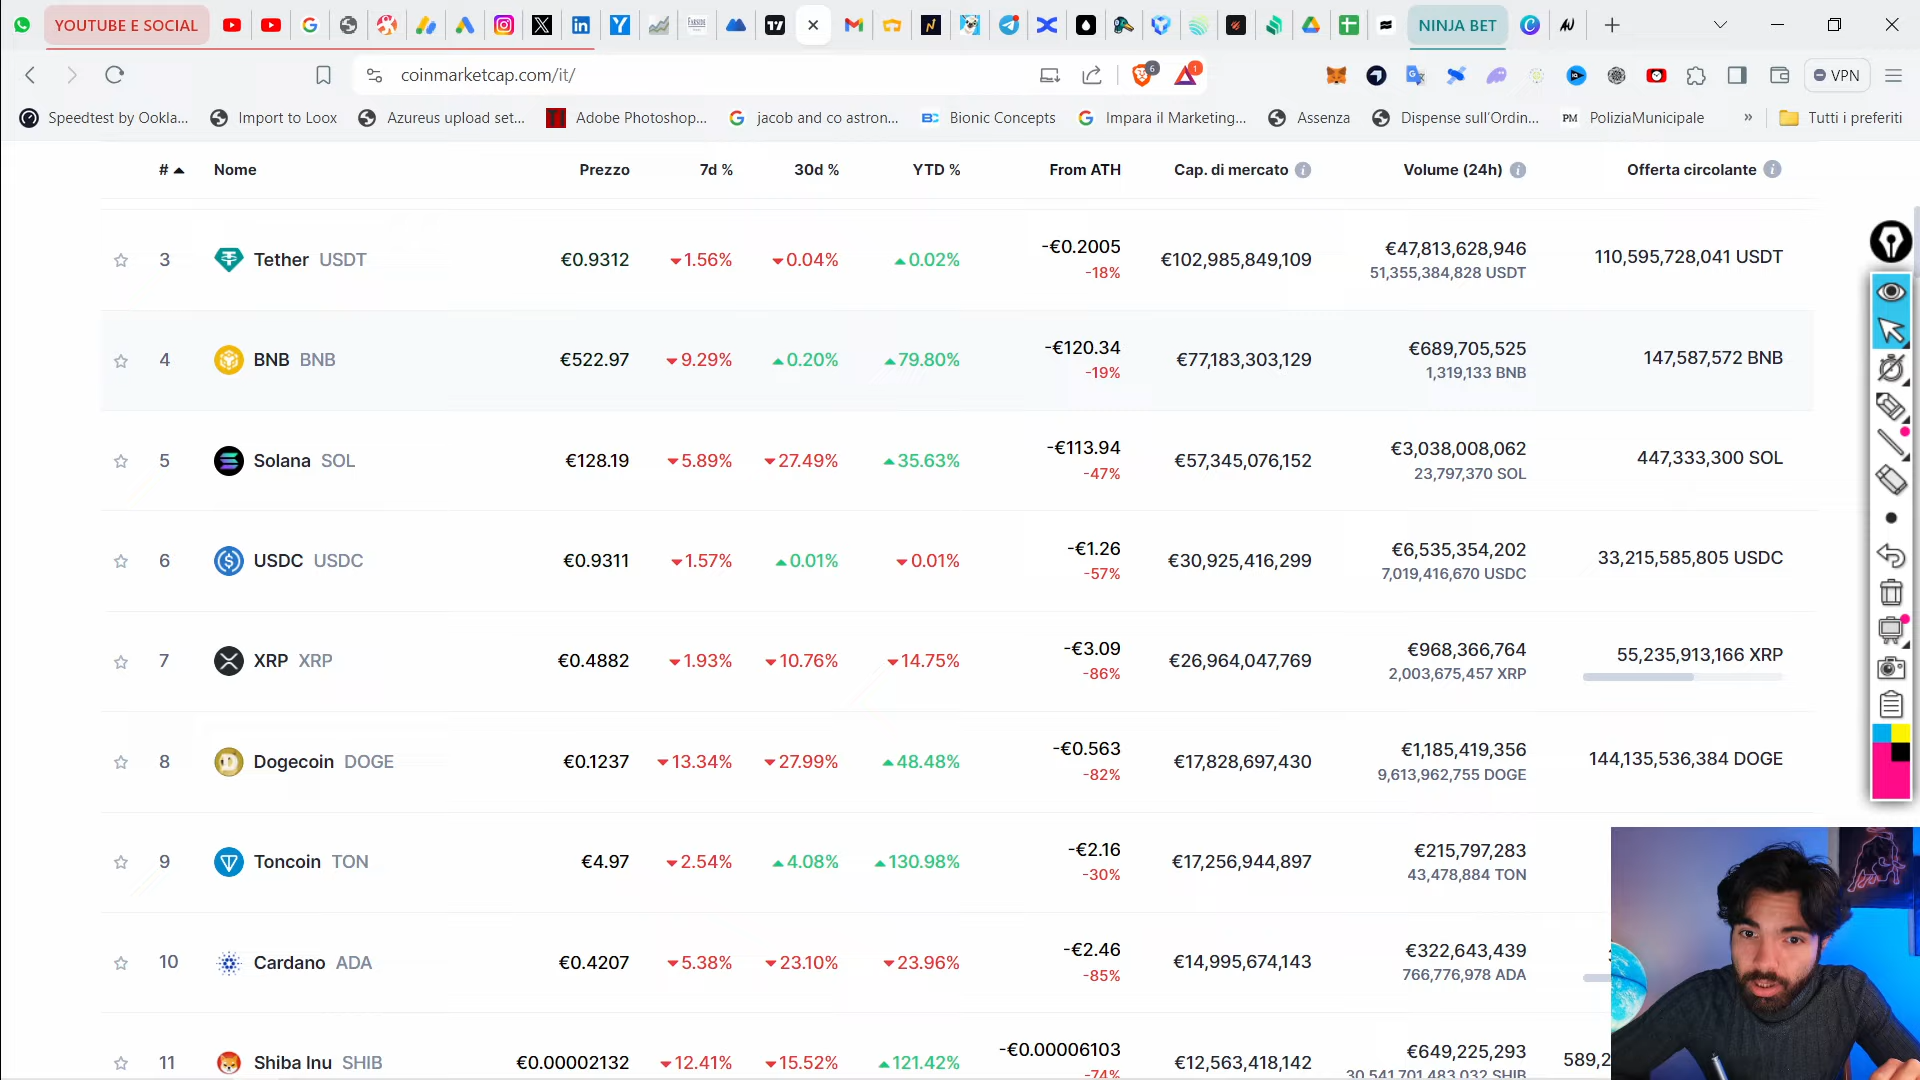 YOUTUBE E SOCIAL
NINJA BET
coinmarketcap.com/it/
6
1
VPN
Speedtest by Ookla...
Import to Loox
Azureus upload set...
Adobe Photoshop...
jacob and co astron...
Bionic Concepts
Impara il Marketing...
Assenza
Dispense sull'Ordin...
PM PoliziaMunicipale
»
Tutti i preferiti
# Nome Prezzo 7d % 30d % YTD % From ATH Cap. di mercato Volume (24h) Offerta circolante
3 Tether USDT €0.9312 1.56% 0.04% 0.02% -€0.2005 €102,985,849,109 €47,813,628,946 110,595,728,041 USDT
-18% 51,355,384,828 USDT
4 BNB BNB €522.97 9.29% 0.20% 79.80% -€120.34 €77,183,303,129 €689,705,525 147,587,572 BNB
-19% 1,319,133 BNB
5 Solana SOL €128.19 5.89% 27.49% 35.63% -€113.94 €57,345,076,152 €3,038,008,062 447,333,300 SOL
-47% 23,797,370 SOL
6 USDC USDC €0.9311 1.57% 0.01% 0.01% -€1.26 €30,925,416,299 €6,535,354,202 33,215,585,805 USDC
-57% 7,019,416,670 USDC
7 XRP XRP €0.4882 1.93% 10.76% 14.75% -€3.09 €26,964,047,769 €968,366,764 55,235,913,166 XRP
-86% 2,003,675,457 XRP
8 Dogecoin DOGE €0.1237 13.34% 27.99% 48.48% -€0.563 €17,828,697,430 €1,185,419,356 144,135,536,384 DOGE
-82% 9,613,962,755 DOGE
9 Toncoin TON €4.97 2.54% 4.08% 130.98% -€2.16 €17,256,944,897 €215,797,283
-30% 43,478,884 TON
10 Cardano ADA €0.4207 5.38% 23.10% 23.96% -€2.46 €14,995,674,143 €322,643,439
-85% 766,776,978 ADA
11 Shiba Inu SHIB €0.00002132 12.41% 15.52% 121.42% -€0.00006103 €12,563,418,142 €649,225,293 589,2
-74% 30,541,701,483,032 SHIB